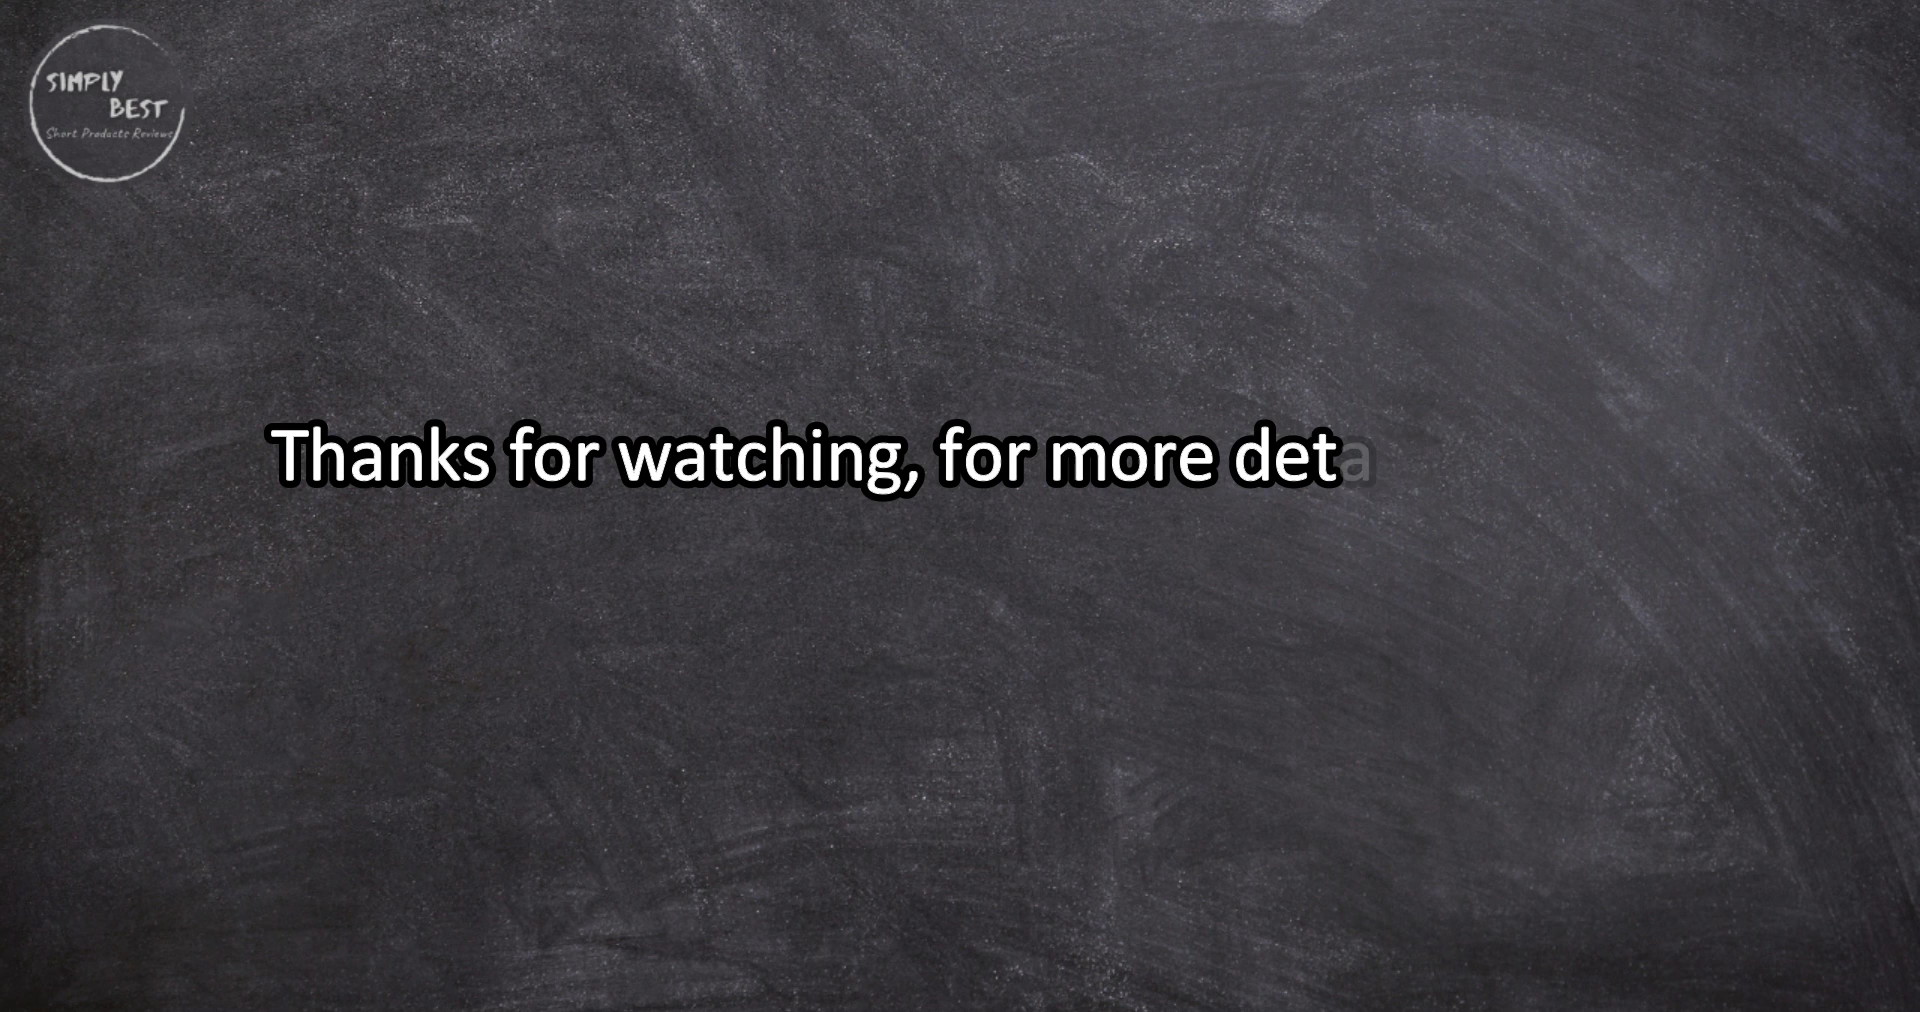 SIMPLY
BEST
Short Products Reviews
Thanks for watching, for more deta